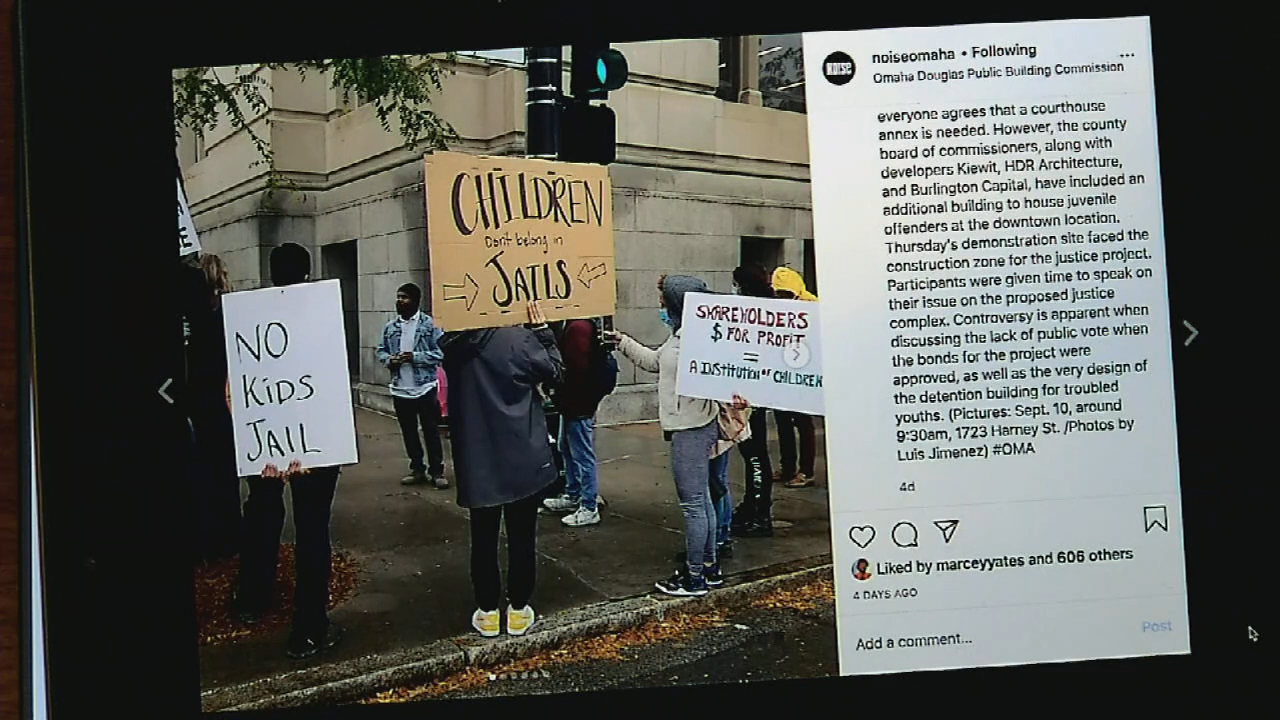 noise
noiseomaha • Following
Omaha Douglas Public Building Commission
everyone agrees that a courthouse
annex is needed. However, the county
board of commissioners, along with
developers Kiewit, HDR Architecture,
and Burlington Capital, have included an
additional building to house juvenile
offenders at the downtown location.
Thursday's demonstration site faced the
construction zone for the justice project.
Participants were given time to speak on
their issue on the proposed justice
complex. Controversy is apparent when
discussing the lack of public vote when
the bonds for the project were
approved, as well as the very design of
the detention building for troubled
youths. (Pictures: Sept. 10, around
9:30am, 1723 Harney St. /Photos by
Luis Jimenez) #OMA
4d
Liked by marceyyates and 606 others
4 DAYS AGO
Add a comment...
Post
CHILDREN
Don't belong in
JAILS
NO
KIDS
JAIL
SHAREHOLDERS
$ FOR PROFIT
=
A INSTITUTION OF CHILDREN